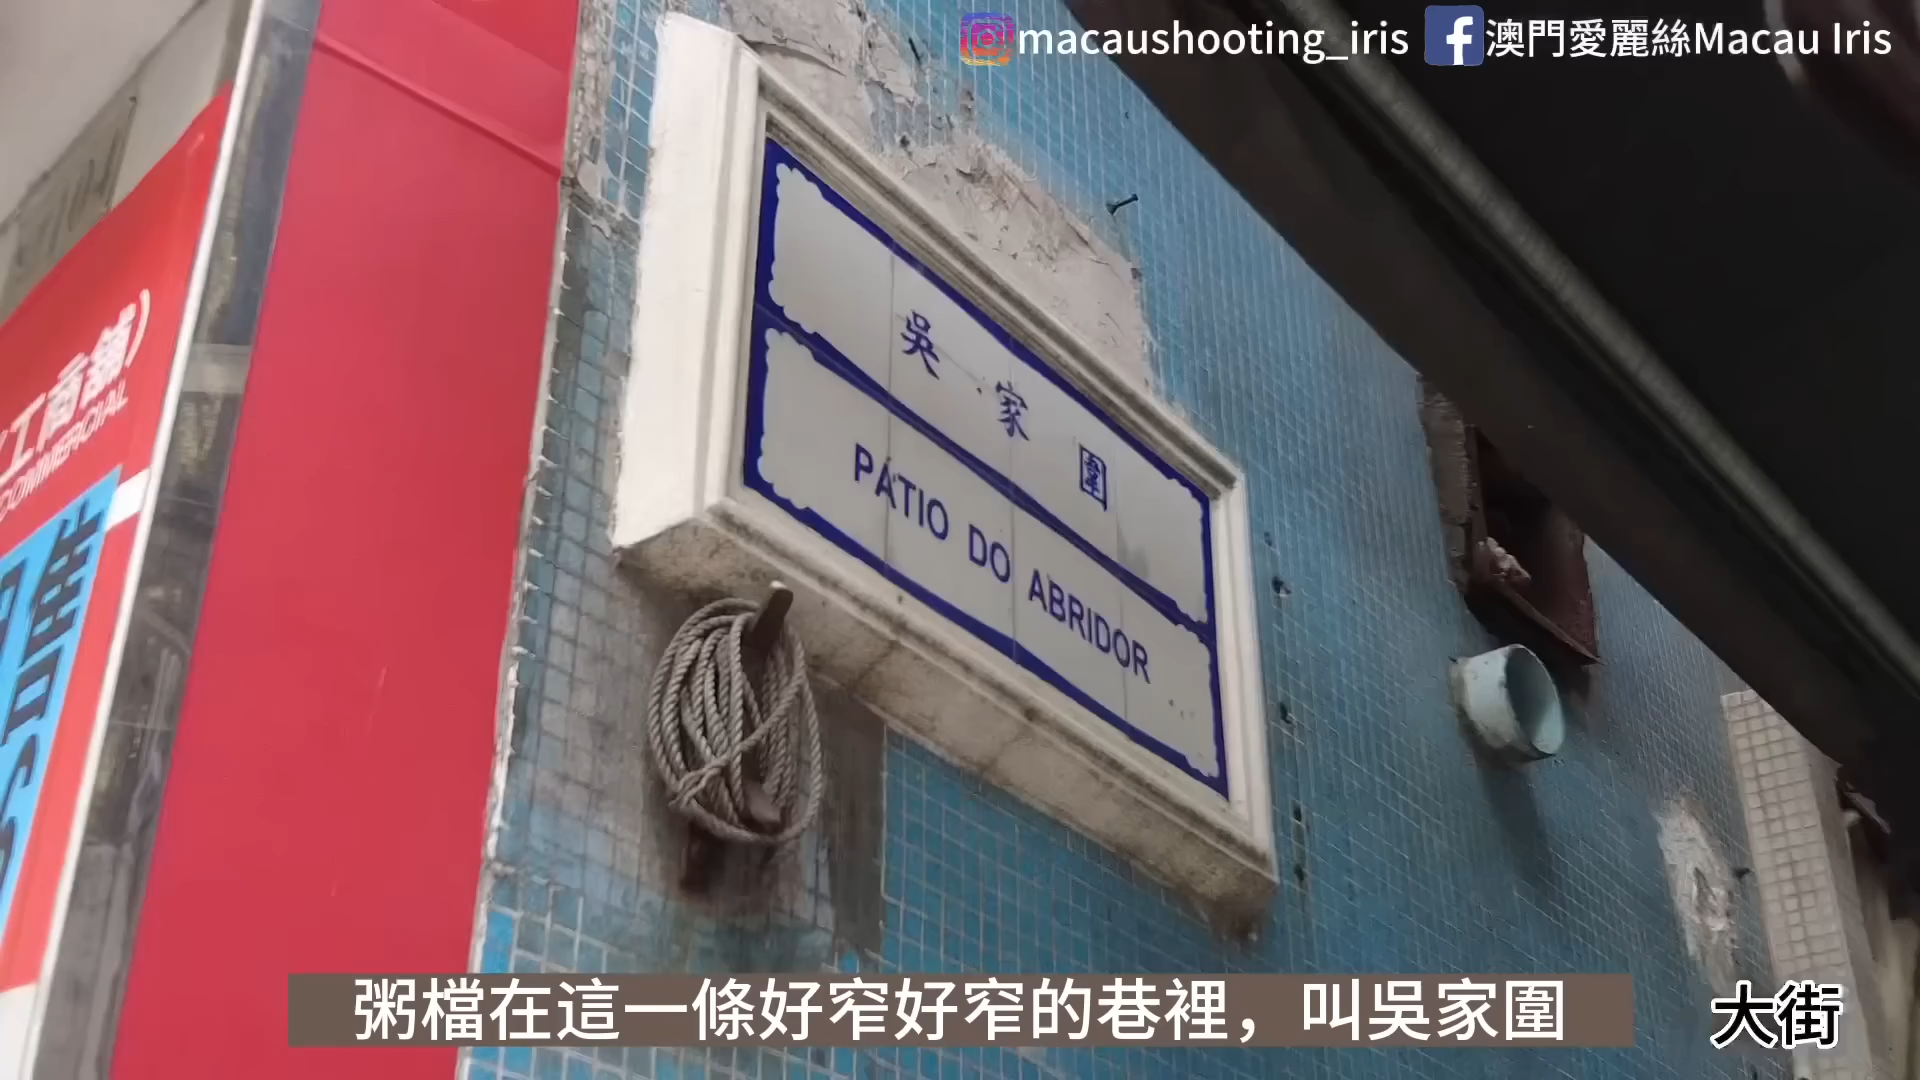 macaushooting_iris 澳門愛麗絲Macau Iris
吳家圍
PÁTIO DO ABRIDOR
工商舖)
COMMERCIAL
粥檔在這一條好窄好窄的巷裡，叫吳家圍
大街